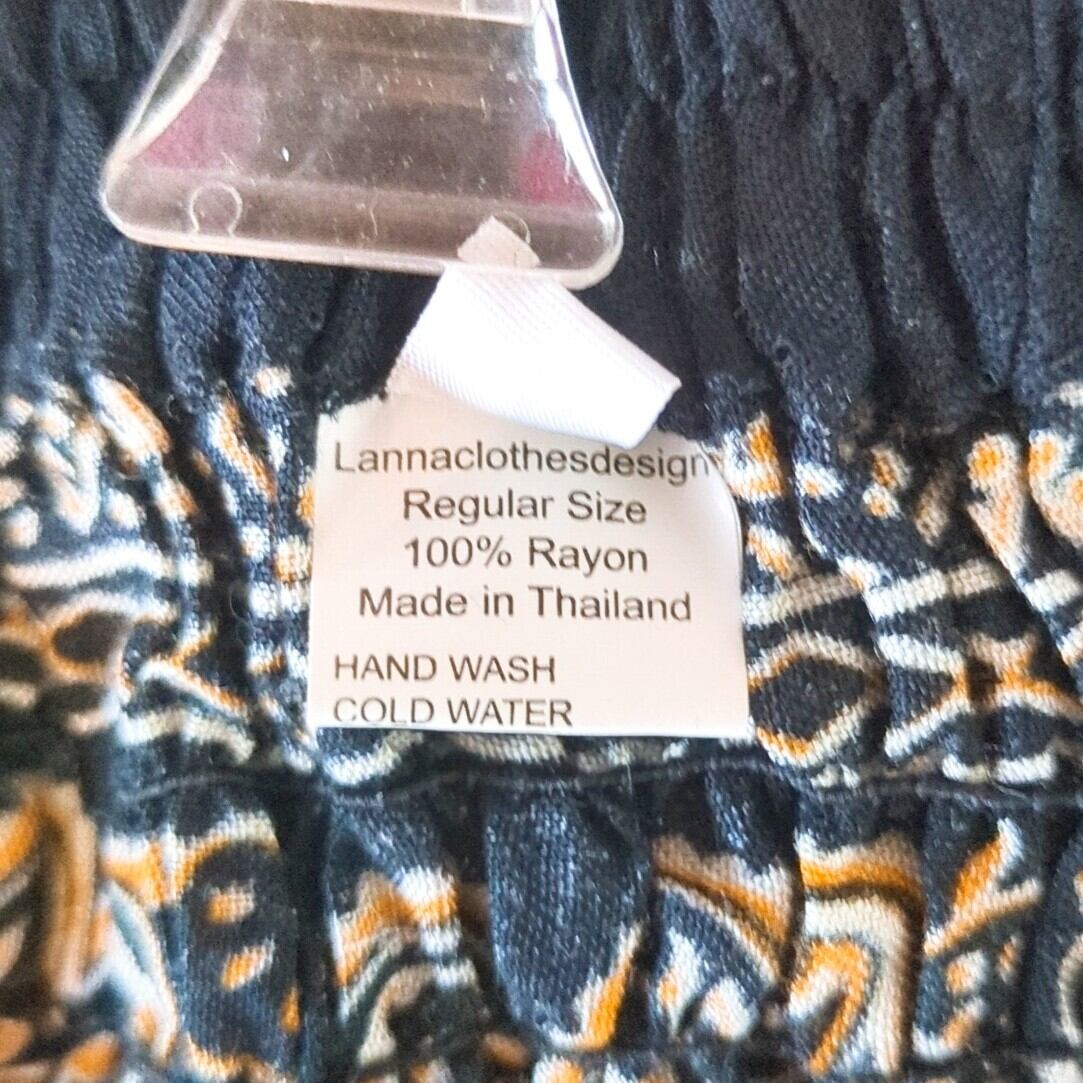 Lannaclothesdesign
Regular Size
100% Rayon
Made in Thailand
HAND WASH
COLD WATER